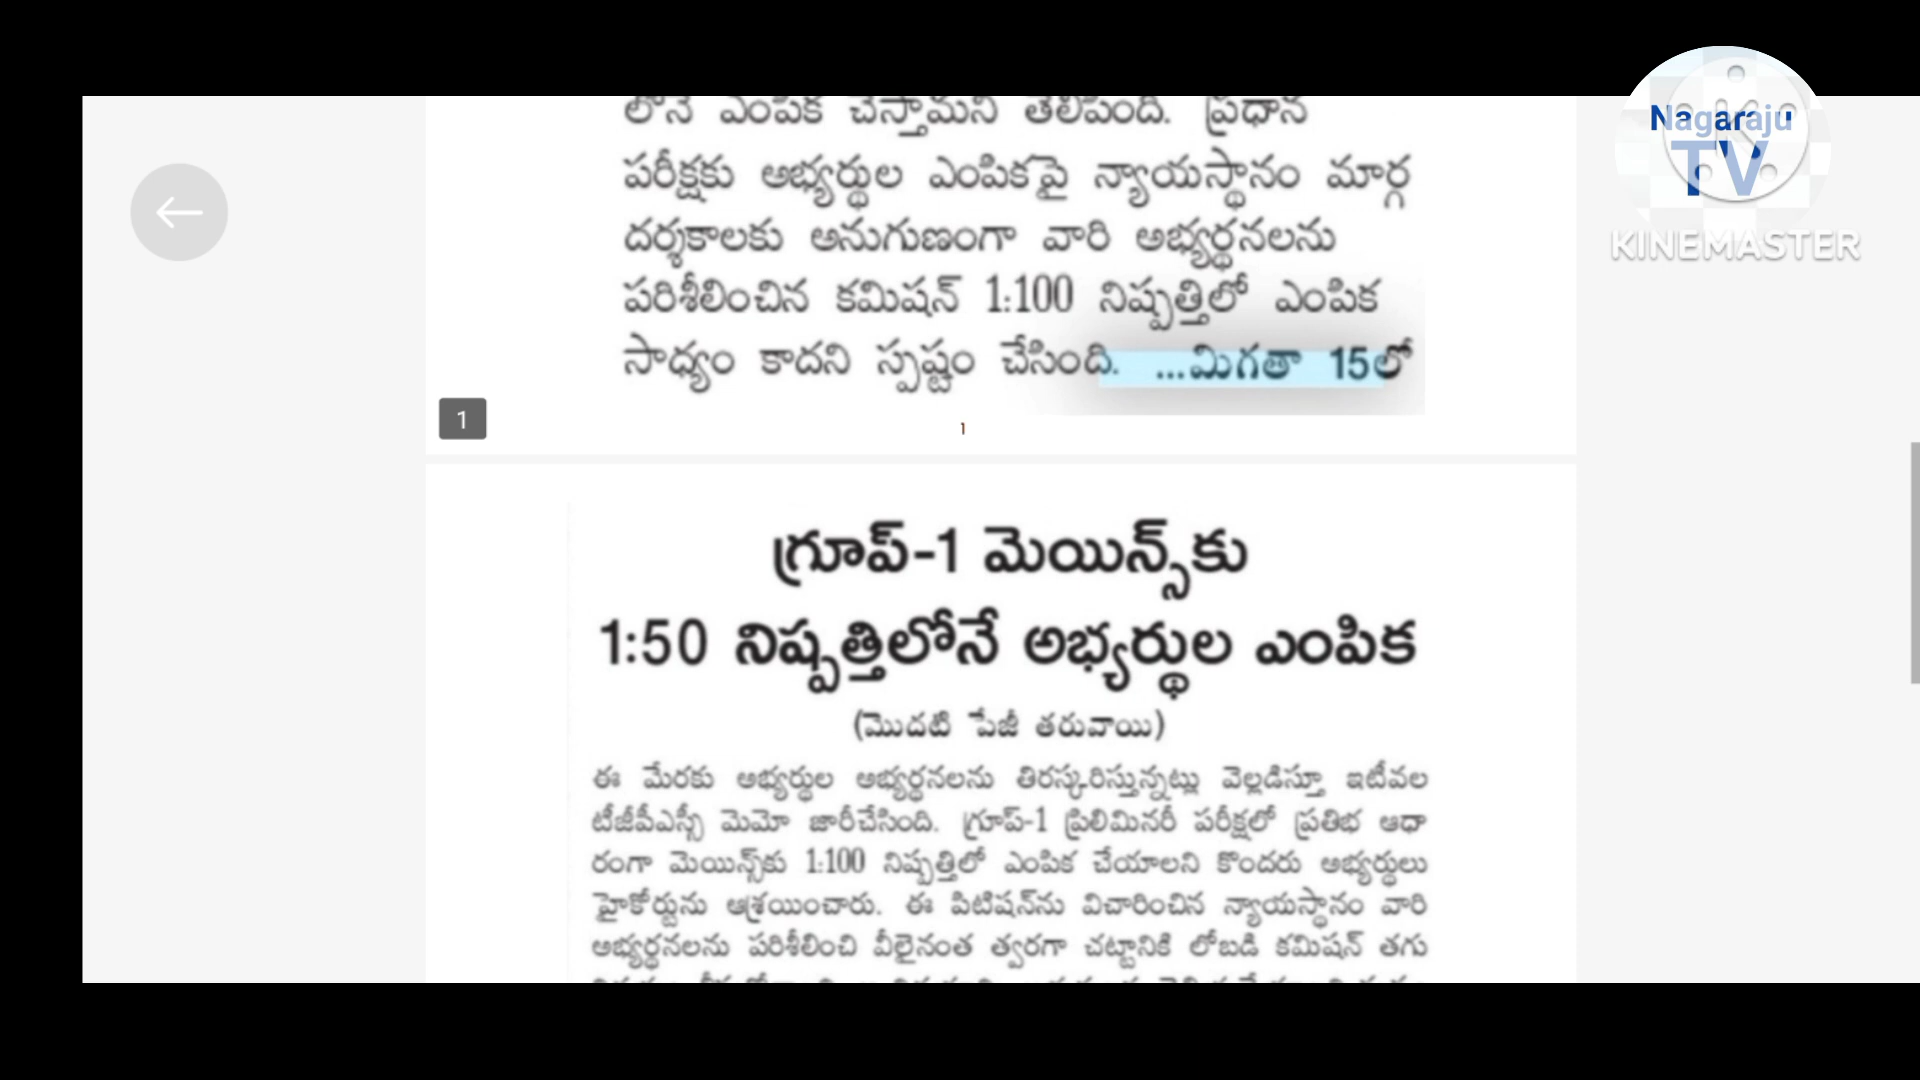 లోనే ఎంపిక చేస్తామని తెలిపింది. ప్రధాన
పరీక్షకు అభ్యర్థుల ఎంపికపై న్యాయస్థానం మార్గ
దర్శకాలకు అనుగుణంగా వారి అభ్యర్థనలను
పరిశీలించిన కమిషన్ 1:100 నిష్పత్తిలో ఎంపిక
సాధ్యం కాదని స్పష్టం చేసింది. ...మిగతా 15లో
1
1
గ్రూప్-1 మెయిన్స్‌కు
1:50 నిష్పత్తిలోనే అభ్యర్థుల ఎంపిక
(మొదటి పేజీ తరువాయి)
ఈ మేరకు అభ్యర్థుల అభ్యర్థనలను తిరస్కరిస్తున్నట్లు వెల్లడిస్తూ ఇటీవల
టీజీపీఎస్సీ మెమో జారీచేసింది. గ్రూప్-1 ప్రిలిమినరీ పరీక్షలో ప్రతిభ ఆధా
రంగా మెయిన్స్‌కు 1:100 నిష్పత్తిలో ఎంపిక చేయాలని కొందరు అభ్యర్థులు
హైకోర్టును ఆశ్రయించారు. ఈ పిటిషన్‌ను విచారించిన న్యాయస్థానం వారి
అభ్యర్థనలను పరిశీలించి వీలైనంత త్వరగా చట్టానికి లోబడి కమిషన్ తగు
Nagaraju
TV
KINEMASTER